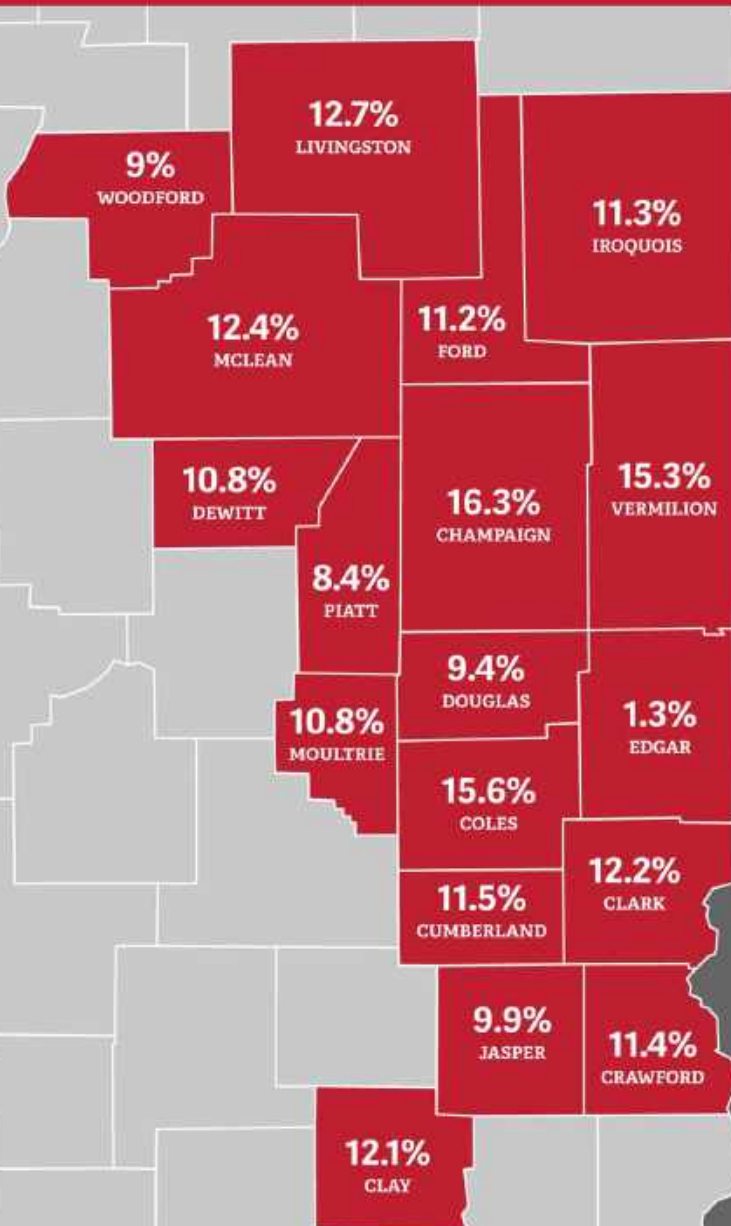 12.7%
LIVINGSTON
9%
WOODFORD
11.3%
IROQUOIS
12.4%
MCLEAN
11.2%
FORD
10.8%
DEWITT
16.3%
CHAMPAIGN
15.3%
VERMILION
8.4%
PIATT
9.4%
DOUGLAS
10.8%
MOULTRIE
1.3%
EDGAR
15.6%
COLES
12.2%
CLARK
11.5%
CUMBERLAND
9.9%
JASPER
11.4%
CRAWFORD
12.1%
CLAY